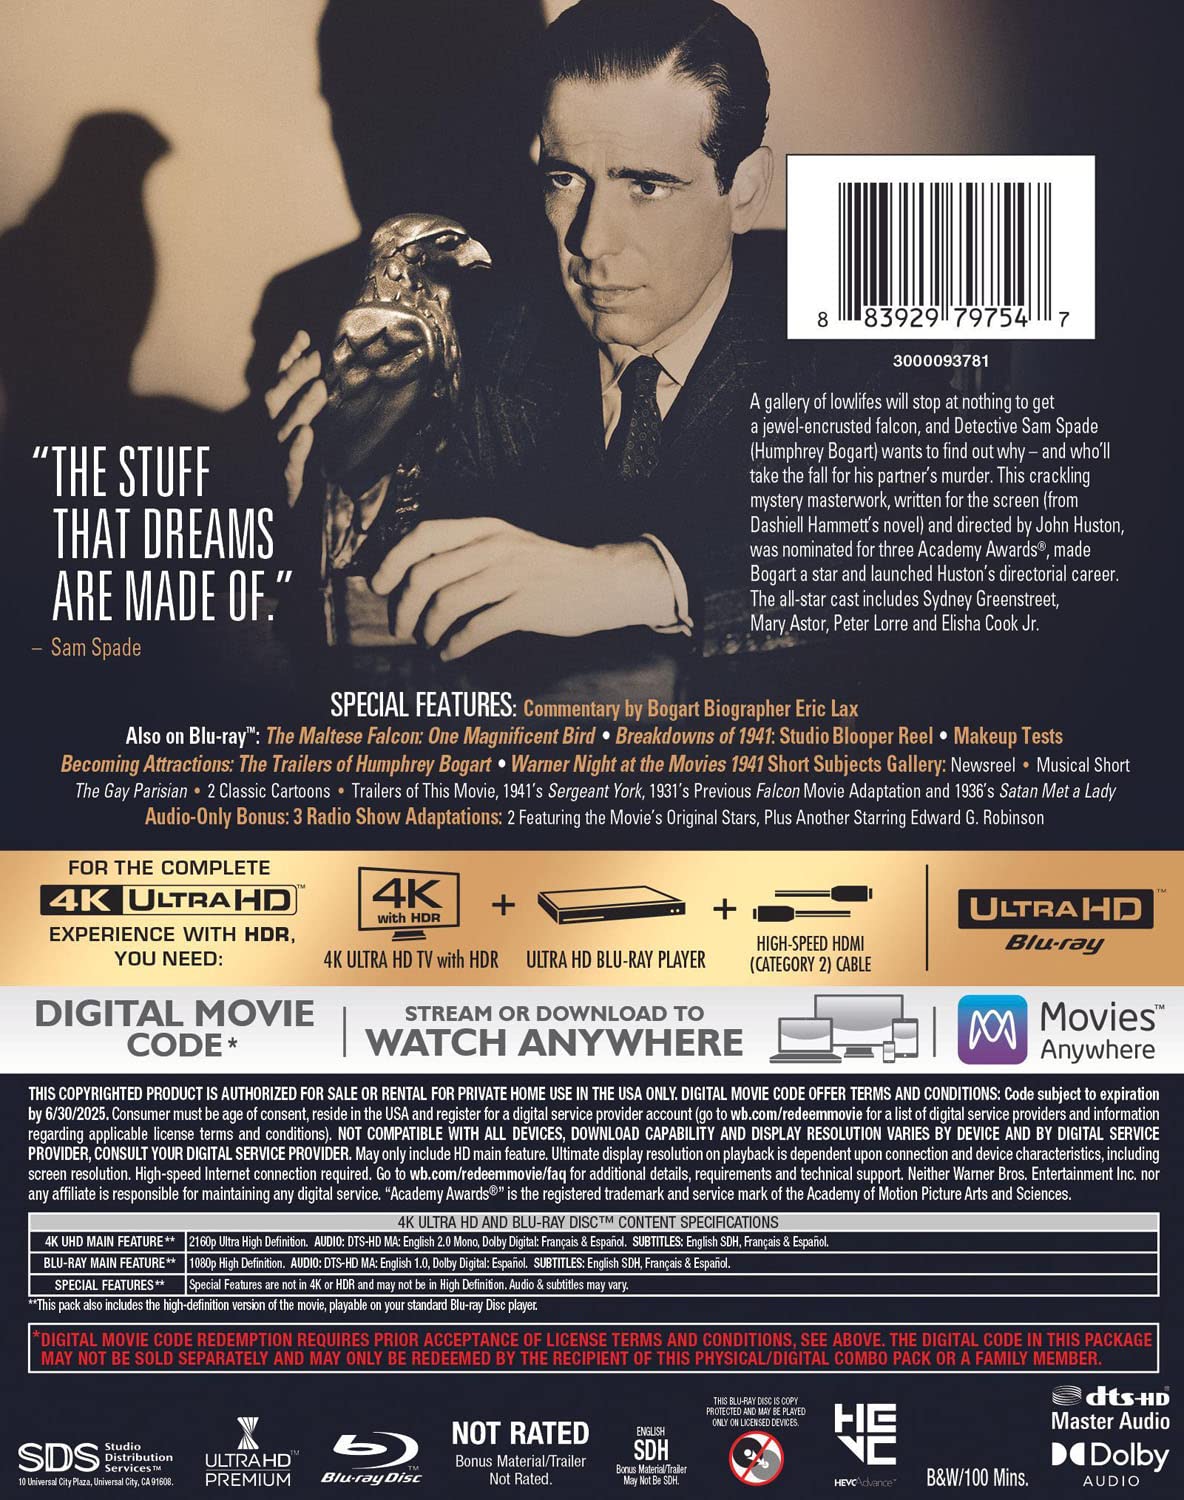 8 83929 79754 7
3000093781
A gallery of lowlifes will stop at nothing to get
a jewel-encrusted falcon, and Detective Sam Spade
(Humphrey Bogart) wants to find out why – and who'll
take the fall for his partner's murder. This crackling
mystery masterwork, written for the screen (from
Dashiell Hammett's novel) and directed by John Huston,
was nominated for three Academy Awards®, made
Bogart a star and launched Huston's directorial career.
The all-star cast includes Sydney Greenstreet,
Mary Astor, Peter Lorre and Elisha Cook Jr.
“THE STUFF
THAT DREAMS
ARE MADE OF.”
– Sam Spade
SPECIAL FEATURES: Commentary by Bogart Biographer Eric Lax
Also on Blu-ray™: The Maltese Falcon: One Magnificent Bird • Breakdowns of 1941: Studio Blooper Reel • Makeup Tests
Becoming Attractions: The Trailers of Humphrey Bogart • Warner Night at the Movies 1941 Short Subjects Gallery: Newsreel • Musical Short
The Gay Parisian • 2 Classic Cartoons • Trailers of This Movie, 1941's Sergeant York, 1931's Previous Falcon Movie Adaptation and 1936's Satan Met a Lady
Audio-Only Bonus: 3 Radio Show Adaptations: 2 Featuring the Movie's Original Stars, Plus Another Starring Edward G. Robinson
FOR THE COMPLETE
4K ULTRA HD™
EXPERIENCE WITH HDR,
YOU NEED:
4K
with HDR
4K ULTRA HD TV with HDR
+
ULTRA HD BLU-RAY PLAYER
+
HIGH-SPEED HDMI
(CATEGORY 2) CABLE
ULTRA HD™
Blu-ray
DIGITAL MOVIE
CODE*
STREAM OR DOWNLOAD TO
WATCH ANYWHERE
Movies™
Anywhere
THIS COPYRIGHTED PRODUCT IS AUTHORIZED FOR SALE OR RENTAL FOR PRIVATE HOME USE IN THE USA ONLY. DIGITAL MOVIE CODE OFFER TERMS AND CONDITIONS: Code subject to expiration
by 6/30/2025. Consumer must be age of consent, reside in the USA and register for a digital service provider account (go to wb.com/redeemmovie for a list of digital service providers and information
regarding applicable license terms and conditions). NOT COMPATIBLE WITH ALL DEVICES, DOWNLOAD CAPABILITY AND DISPLAY RESOLUTION VARIES BY DEVICE AND BY DIGITAL SERVICE
PROVIDER, CONSULT YOUR DIGITAL SERVICE PROVIDER. May only include HD main feature. Ultimate display resolution on playback is dependent upon connection and device characteristics, including
screen resolution. High-speed Internet connection required. Go to wb.com/redeemmovie/faq for additional details, requirements and technical support. Neither Warner Bros. Entertainment Inc. nor
any affiliate is responsible for maintaining any digital service. “Academy Awards®” is the registered trademark and service mark of the Academy of Motion Picture Arts and Sciences.
4K ULTRA HD AND BLU-RAY DISC™ CONTENT SPECIFICATIONS
4K UHD MAIN FEATURE** 2160p Ultra High Definition. AUDIO: DTS-HD MA: English 2.0 Mono, Dolby Digital: Français & Español. SUBTITLES: English SDH, Français & Español.
BLU-RAY MAIN FEATURE** 1080p High Definition. AUDIO: DTS-HD MA: English 1.0, Dolby Digital: Español. SUBTITLES: English SDH, Français & Español.
SPECIAL FEATURES** Special Features are not in 4K or HDR and may not be in High Definition. Audio & subtitles may vary.
**This pack also includes the high-definition version of the movie, playable on your standard Blu-ray Disc player.
*DIGITAL MOVIE CODE REDEMPTION REQUIRES PRIOR ACCEPTANCE OF LICENSE TERMS AND CONDITIONS, SEE ABOVE. THE DIGITAL CODE IN THIS PACKAGE
MAY NOT BE SOLD SEPARATELY AND MAY ONLY BE REDEEMED BY THE RECIPIENT OF THIS PHYSICAL/DIGITAL COMBO PACK OR A FAMILY MEMBER.
SDS Studio
Distribution
Services™
10 Universal City Plaza, Universal City, CA 91608.
ULTRA HD™
PREMIUM
Blu-ray Disc™
NOT RATED
Bonus Material/Trailer
Not Rated.
ENGLISH
SDH
Bonus Material/Trailer
May Not Be SDH.
THIS BLU-RAY DISC IS COPY
PROTECTED AND MAY BE PLAYED
ONLY ON LICENSED DEVICES.
HEVC
HEVCAdvance™
B&W/100 Mins.
dts-HD®
Master Audio
Dolby
AUDIO